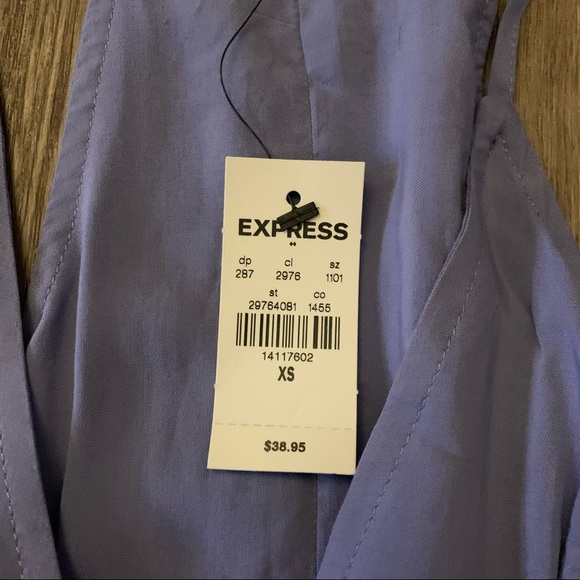 EXPRESS
dp cl sz
287 2976 1101
st co
29764081 1455
14117602
XS
$38.95